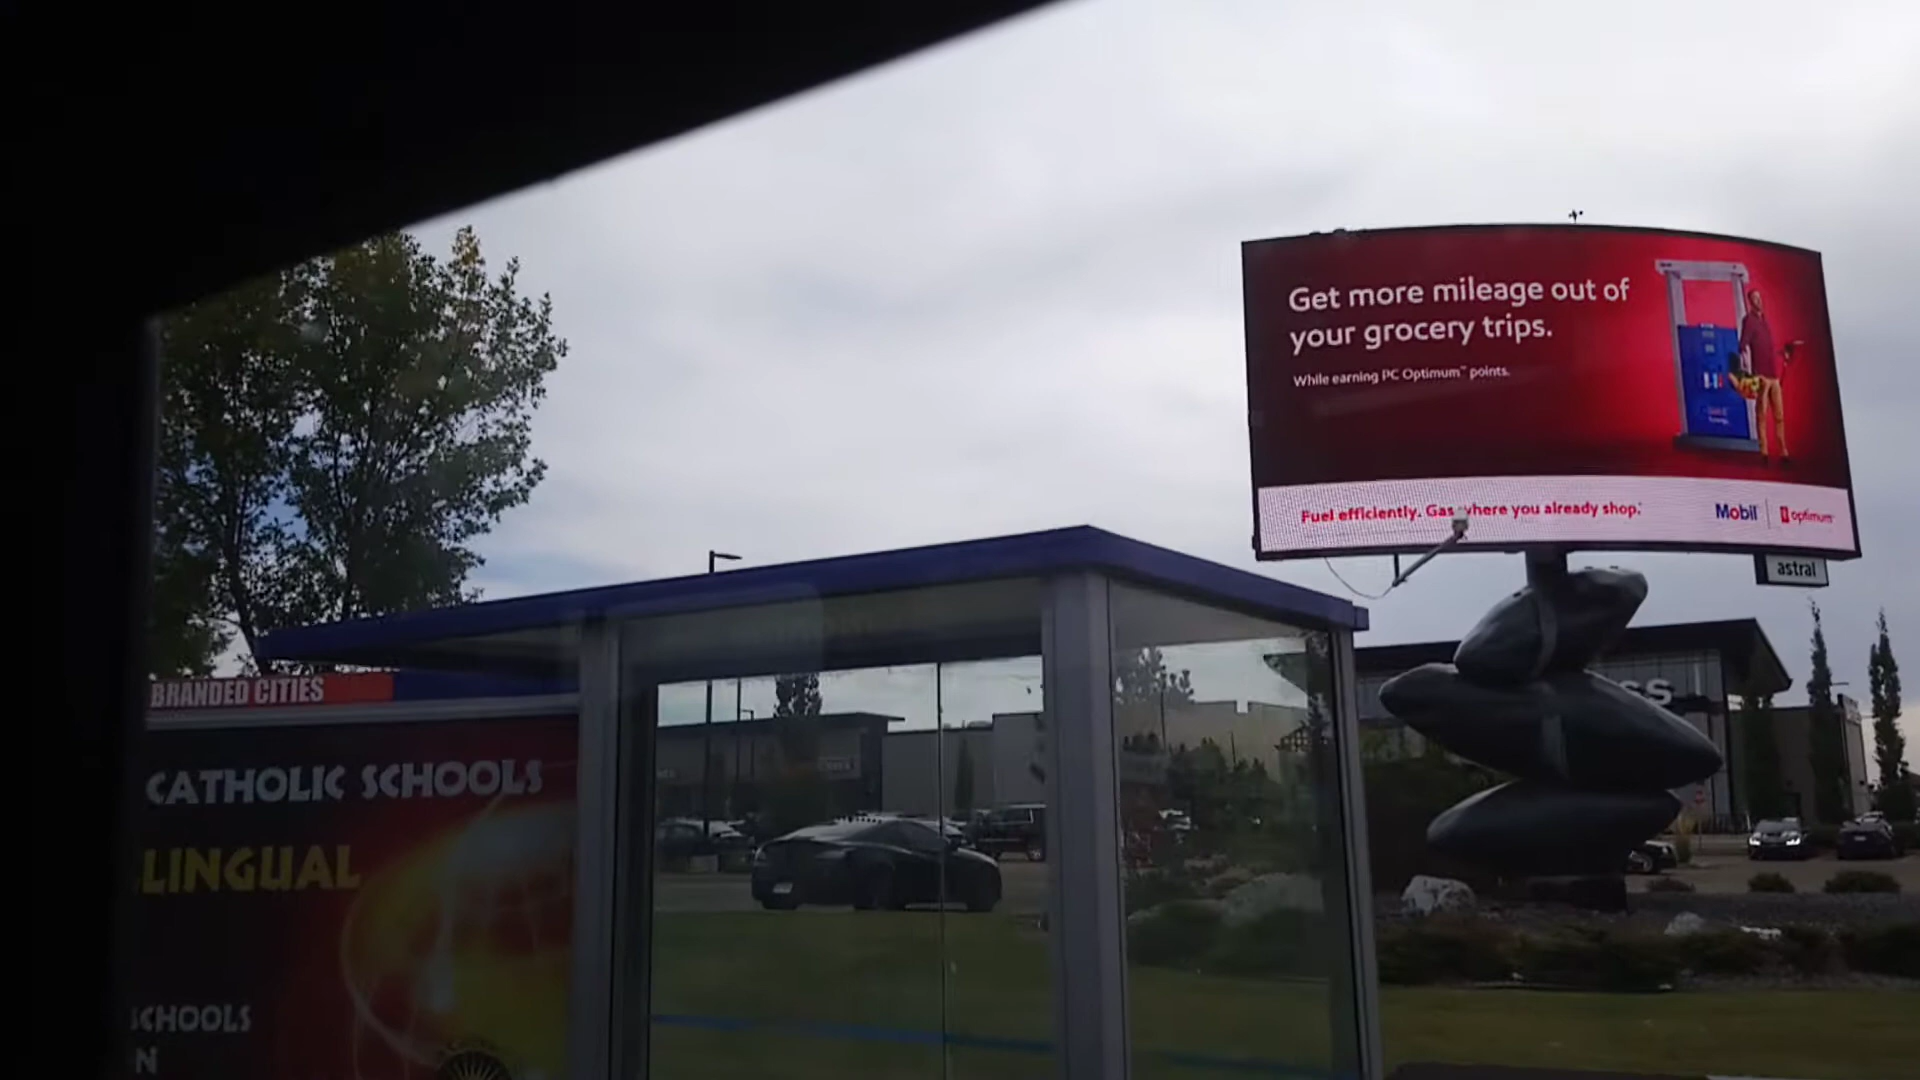 Get more mileage out of
your grocery trips.
While earning PC Optimum™ points.
Fuel efficiently. Gas where you already shop.*
Mobil
optimum
astral
BRANDED CITIES
CATHOLIC SCHOOLS
LINGUAL
SCHOOLS
N